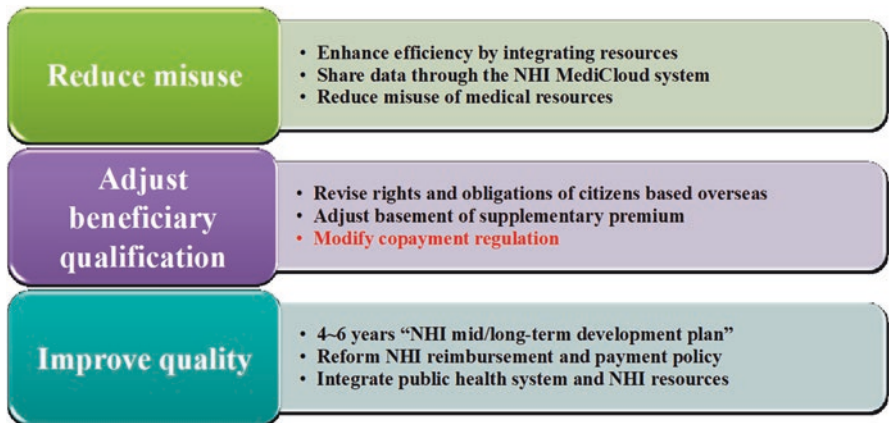 Reduce misuse
• Enhance efficiency by integrating resources
• Share data through the NHI MediCloud system
• Reduce misuse of medical resources
Adjust
beneficiary
qualification
• Revise rights and obligations of citizens based overseas
• Adjust basement of supplementary premium
• Modify copayment regulation
Improve quality
• 4~6 years “NHI mid/long-term development plan”
• Reform NHI reimbursement and payment policy
• Integrate public health system and NHI resources